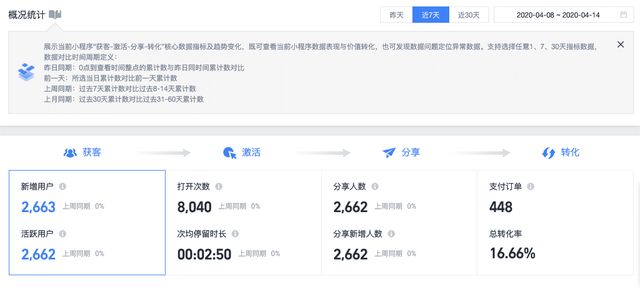 概况统计
昨天 近7天 近30天 2020-04-08 ~ 2020-04-14
展示当前小程序“获客-激活-分享-转化”核心数据指标及趋势变化，既可查看当前小程序数据表现与价值转化，也可发现数据问题定位异常数据。支持选择任意1、7、30天指标数据，
数据对比时间周期定义：
昨日同期：0点到查看时间整点的累计数与昨日同时间累计数对比
前一天：所选当日累计数对比前一天累计数
上周同期：过去7天累计数对比过去8-14天累计数
上月同期：过去30天累计数对比过去31-60天累计数
获客 激活 分享 转化
新增用户 打开次数 分享人数 支付订单
2,663 上周同期 0% 8,040 上周同期 0% 2,662 上周同期 0% 448
活跃用户 次均停留时长 分享新增人数 总转化率
2,662 上周同期 0% 00:02:50 上周同期 0% 2,662 上周同期 0% 16.66%